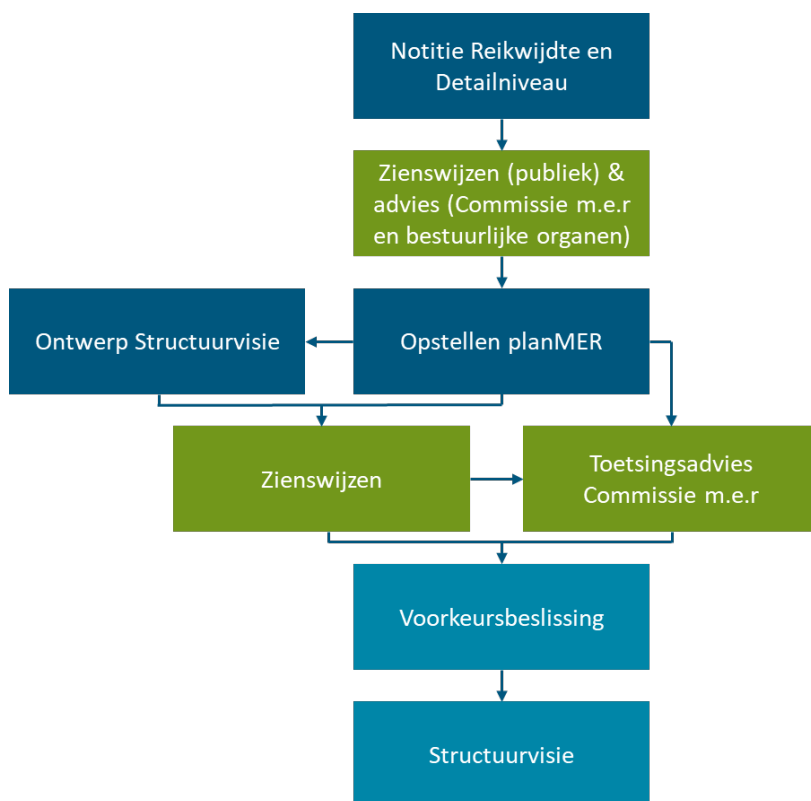 Notitie Reikwijdte en
Detailniveau
Zienswijzen (publiek) &
advies (Commissie m.e.r
en bestuurlijke organen)
Ontwerp Structuurvisie
Opstellen planMER
Zienswijzen
Toetsingsadvies
Commissie m.e.r
Voorkeursbeslissing
Structuurvisie